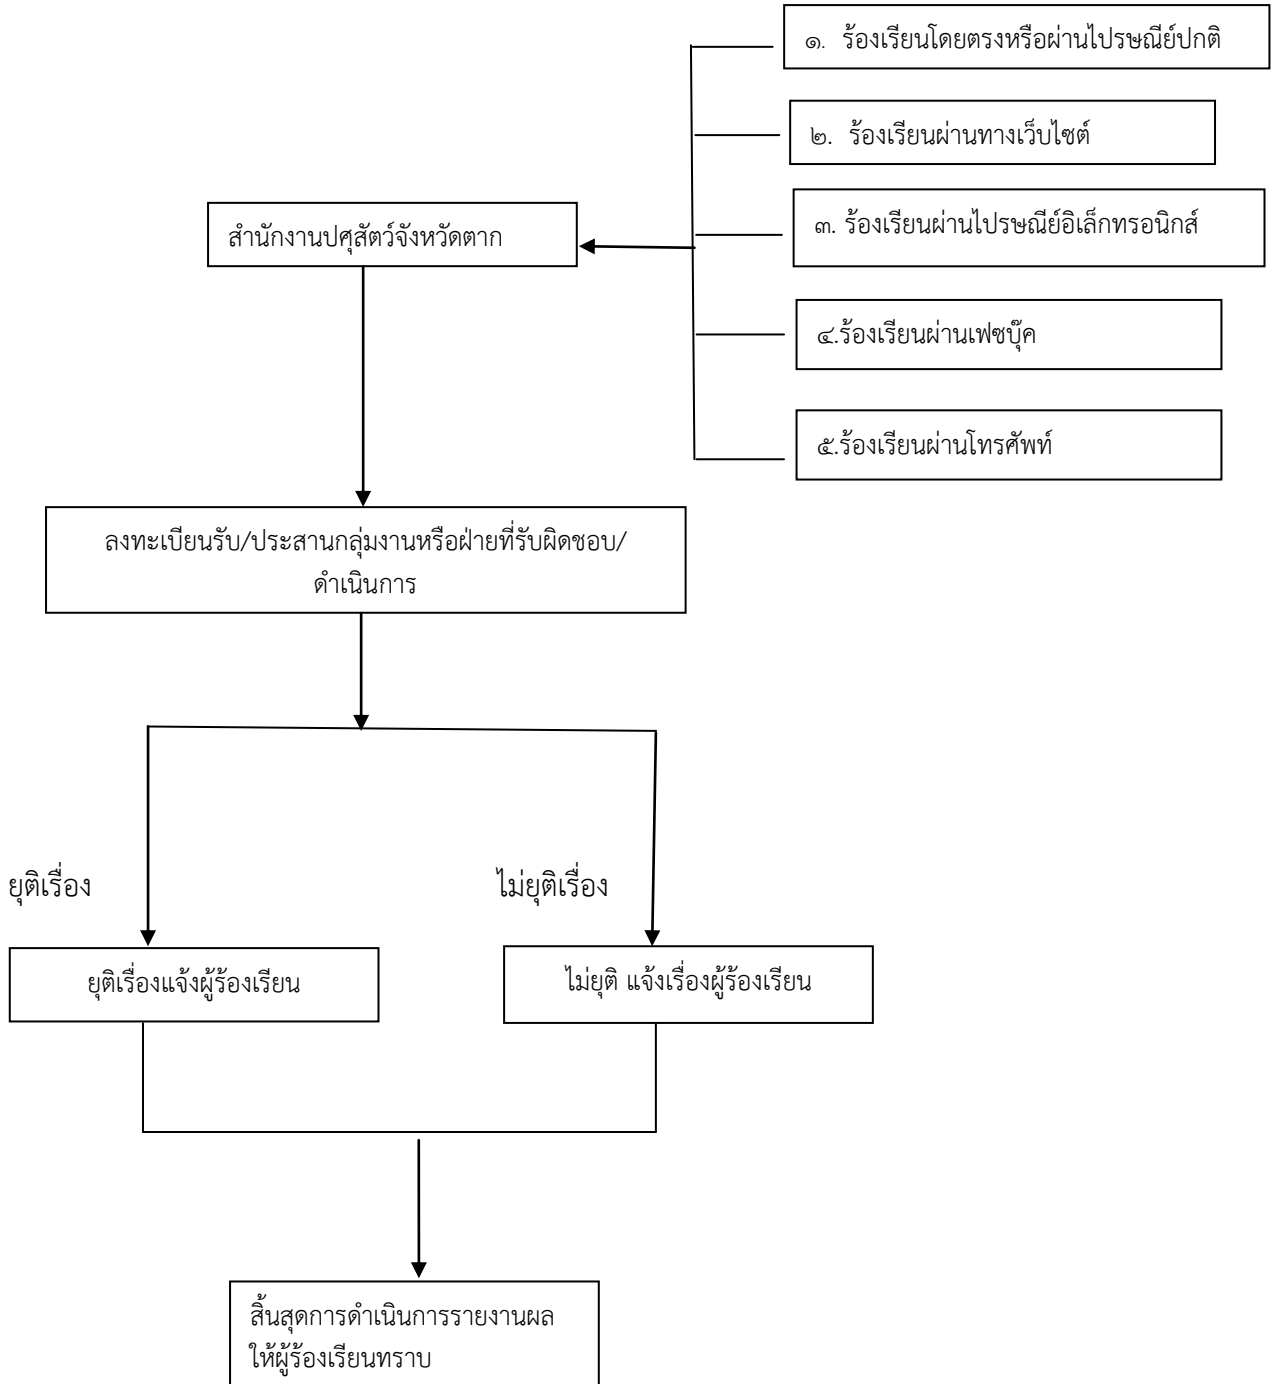 ๑. ร้องเรียนโดยตรงหรือผ่านไปรษณีย์ปกติ
๒. ร้องเรียนผ่านทางเว็บไซต์
๓. ร้องเรียนผ่านไปรษณีย์อิเล็กทรอนิกส์
สำนักงานปศุสัตว์จังหวัดตาก
๔.ร้องเรียนผ่านเฟซบุ๊ค
๕.ร้องเรียนผ่านโทรศัพท์
ลงทะเบียนรับ/ประสานกลุ่มงานหรือฝ่ายที่รับผิดชอบ/
ดำเนินการ
ยุติเรื่อง
ไม่ยุติเรื่อง
ยุติเรื่องแจ้งผู้ร้องเรียน
ไม่ยุติ แจ้งเรื่องผู้ร้องเรียน
สิ้นสุดการดำเนินการรายงานผล
ให้ผู้ร้องเรียนทราบ